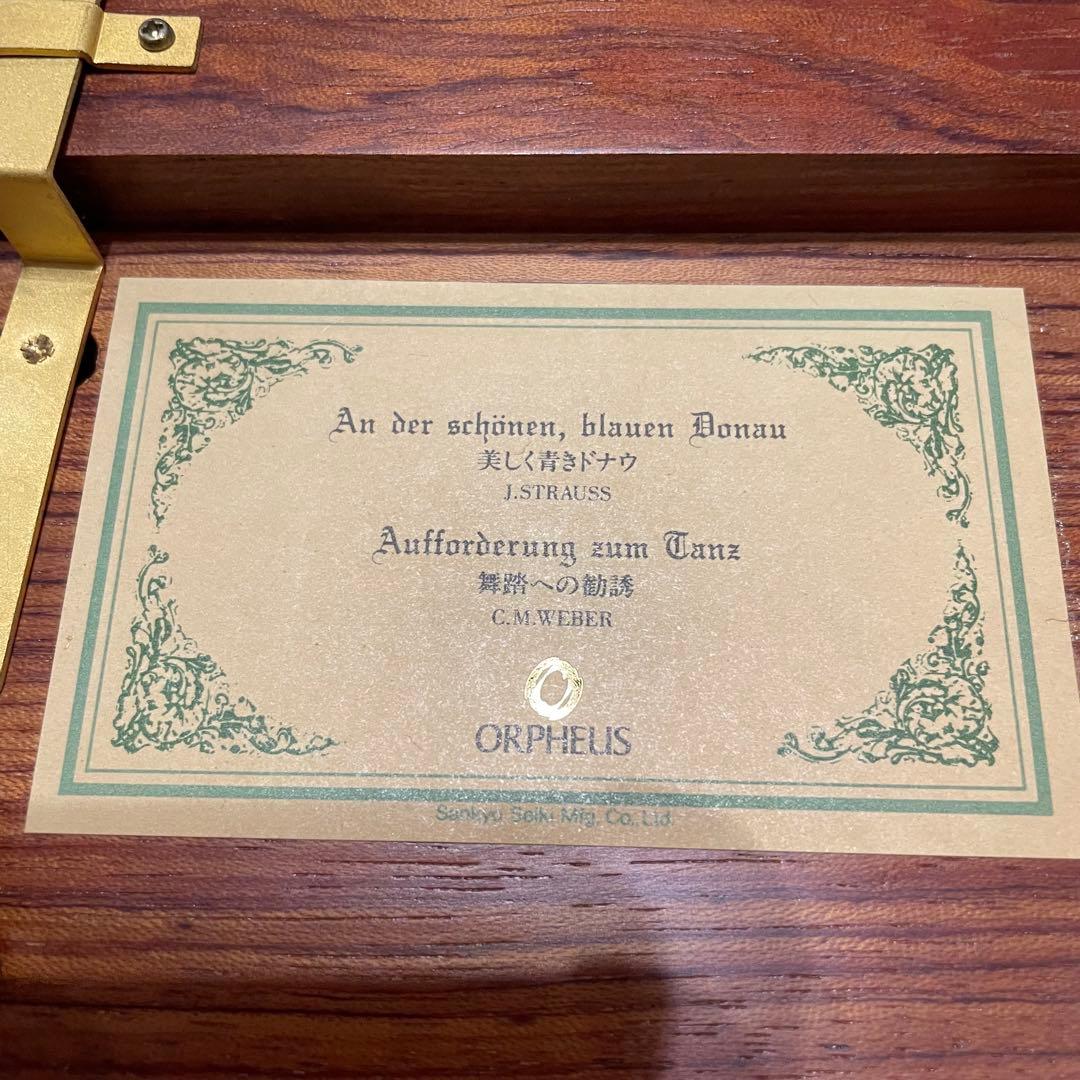 An der schönen, blauen Donau
美しく青きドナウ
J.STRAUSS
Aufforderung zum Tanz
舞踏への勧誘
C.M.WEBER
ORPHEUS
Sankyo Seiki Mfg. Co., Ltd.